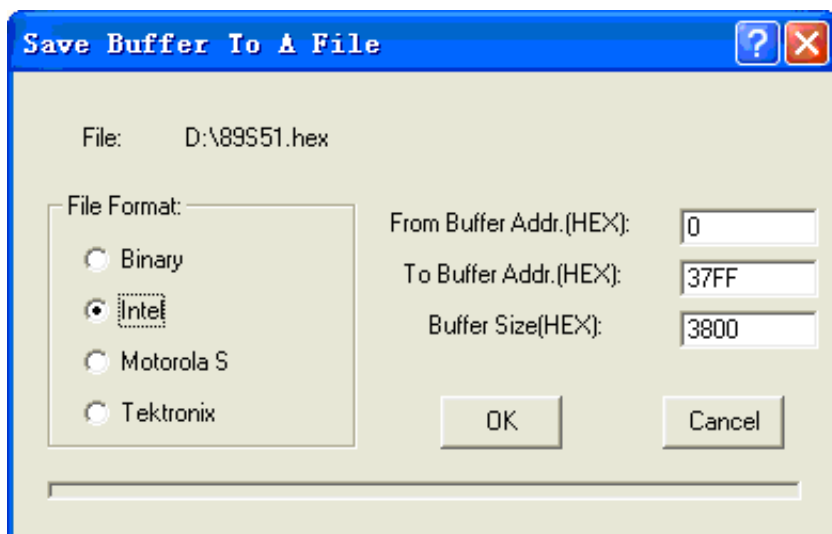 Save Buffer To A File
File: D:\89S51.hex
File Format:
Binary
Intel
Motorola S
Tektronix
From Buffer Addr.(HEX): 0
To Buffer Addr.(HEX): 37FF
Buffer Size(HEX): 3800
OK Cancel